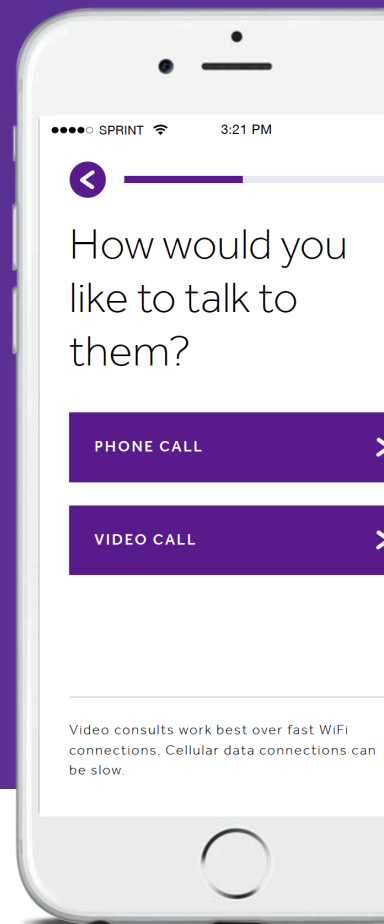 SPRINT 3:21 PM
How would you
like to talk to
them?
PHONE CALL
VIDEO CALL
Video consults work best over fast WiFi
connections. Cellular data connections can
be slow.